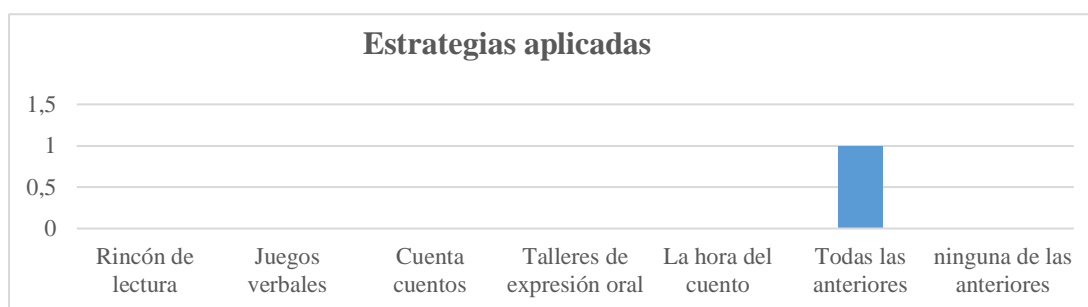 Estrategias aplicadas
1,5
1
0,5
0
Rincón de lectura
Juegos verbales
Cuenta cuentos
Talleres de expresión oral
La hora del cuento
Todas las anteriores
ninguna de las anteriores